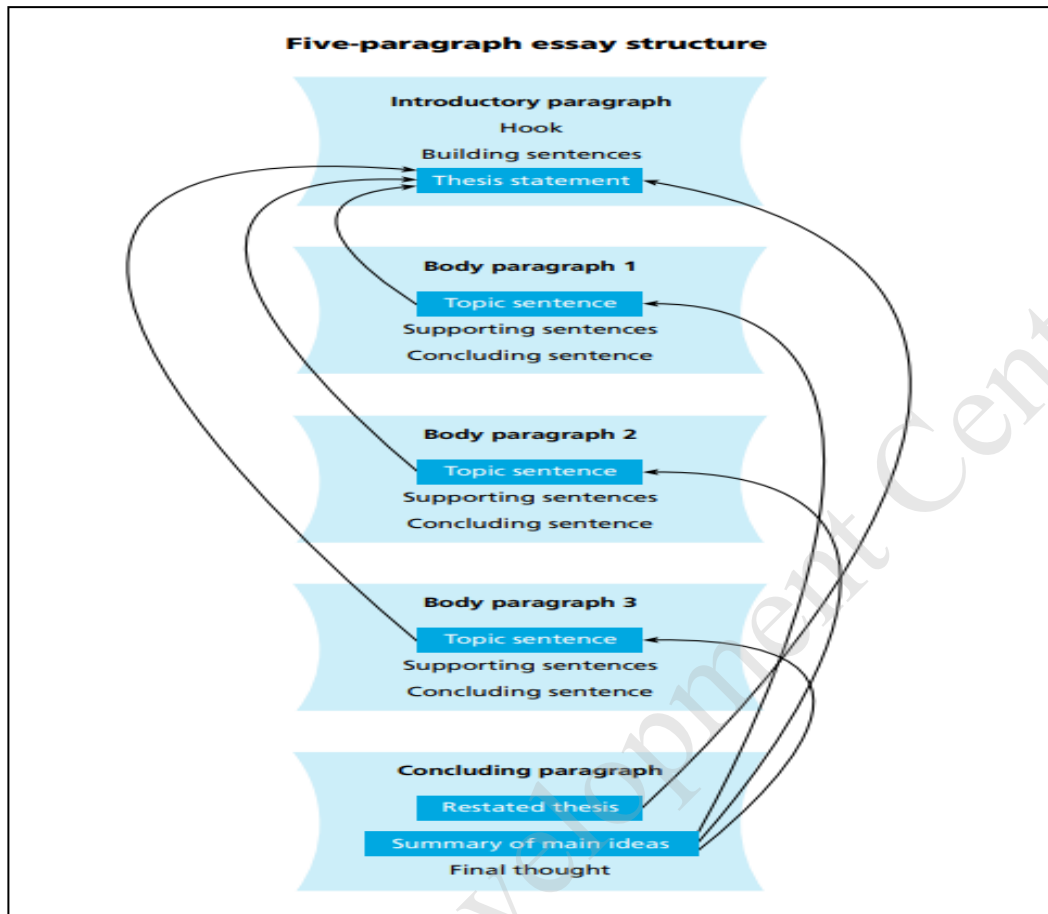 Five-paragraph essay structure
Introductory paragraph
Hook
Building sentences
Thesis statement
Body paragraph 1
Topic sentence
Supporting sentences
Concluding sentence
Body paragraph 2
Topic sentence
Supporting sentences
Concluding sentence
Body paragraph 3
Topic sentence
Supporting sentences
Concluding sentence
Concluding paragraph
Restated thesis
Summary of main ideas
Final thought